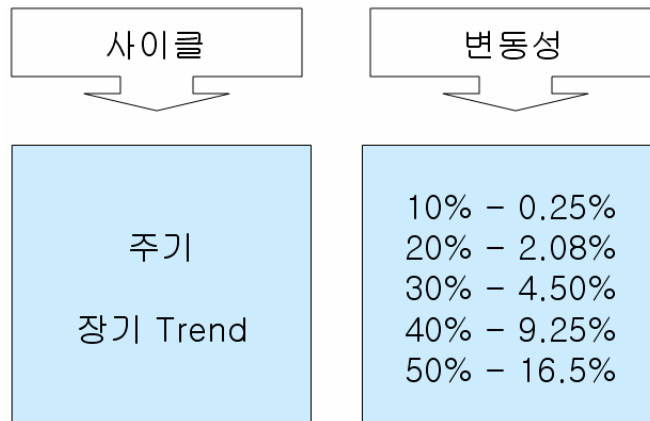 사이클
변동성
주기
장기 Trend
10% - 0.25%
20% - 2.08%
30% - 4.50%
40% - 9.25%
50% - 16.5%